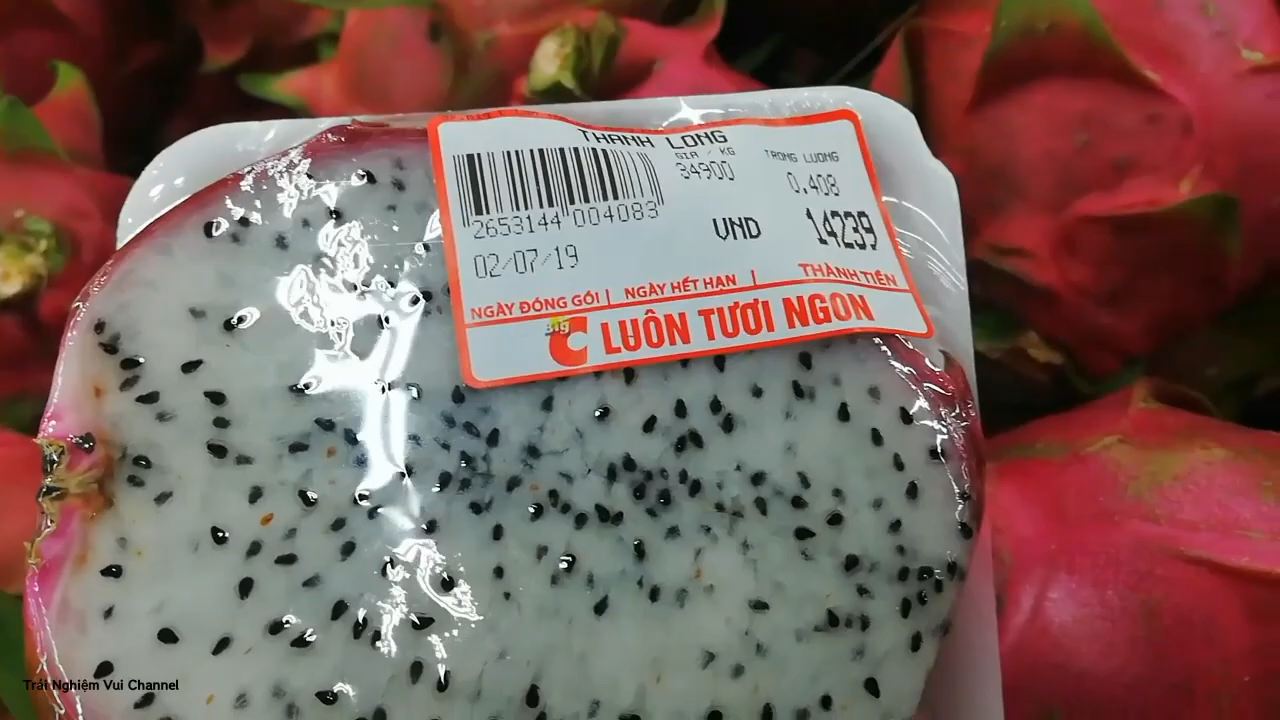 THANH LONG
GIA / KG
TRONG LUONG
34900
0.408
2653144 004083
VND
14239
02/07/19
NGÀY ĐÓNG GÓI | NGÀY HẾT HẠN |
THÀNH TIỀN
Big C LUÔN TƯƠI NGON
Trải Nghiệm Vui Channel